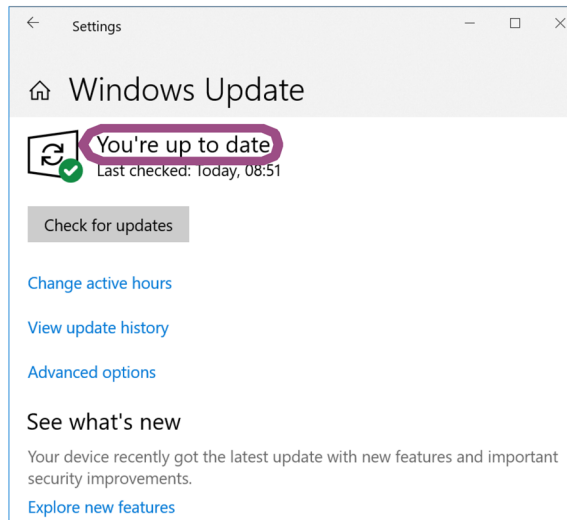 Settings
Windows Update
You're up to date
Last checked: Today, 08:51
Check for updates
Change active hours
View update history
Advanced options
See what's new
Your device recently got the latest update with new features and important
security improvements.
Explore new features